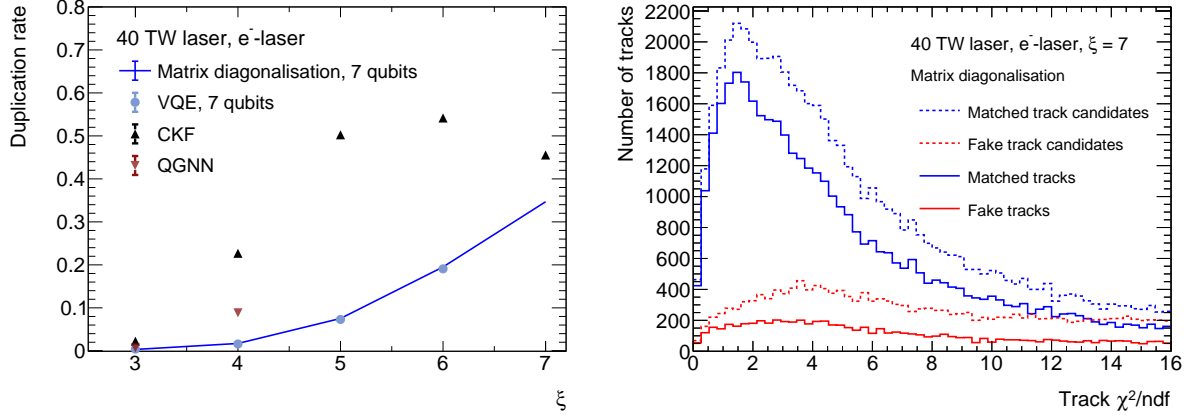 Duplication rate
0.8
0.7
0.6
0.5
0.4
0.3
0.2
0.1
0
40 TW laser, e⁻-laser
Matrix diagonalisation, 7 qubits
VQE, 7 qubits
CKF
QGNN
3 4 5 6 7
ξ
Number of tracks
2200
2000
1800
1600
1400
1200
1000
800
600
400
200
0
40 TW laser, e⁻-laser, ξ = 7
Matrix diagonalisation
Matched track candidates
Fake track candidates
Matched tracks
Fake tracks
0 2 4 6 8 10 12 14 16
Track χ²/ndf